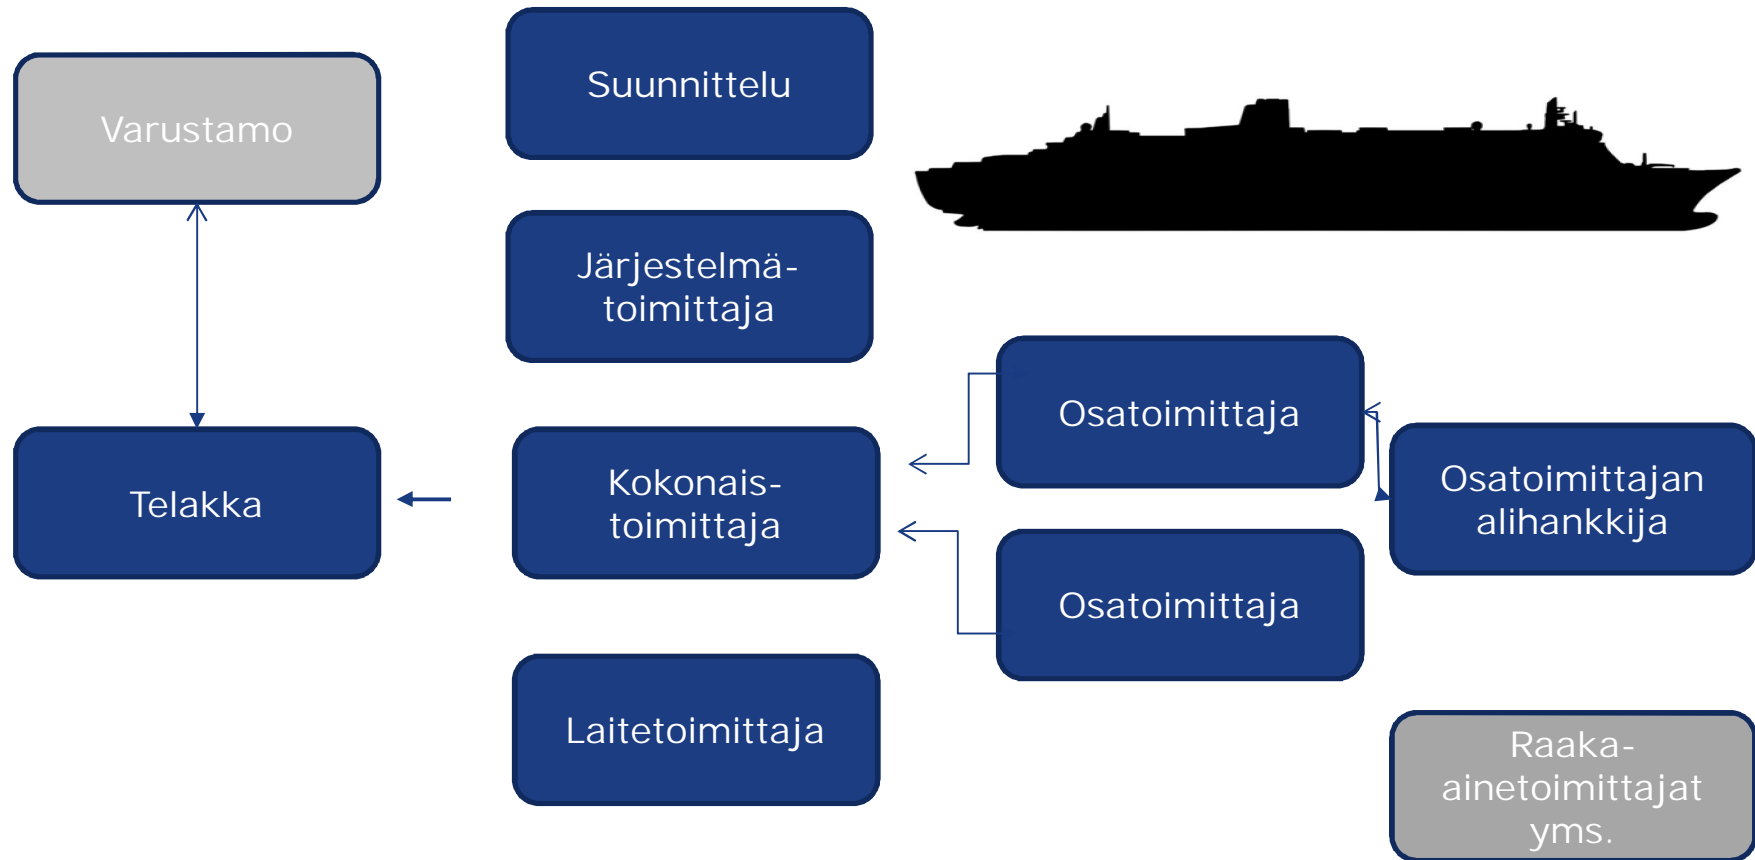 Varustamo
Suunnittelu
Järjestelmä-
toimittaja
Telakka
Kokonais-
toimittaja
Laitetoimittaja
Osatoimittaja
Osatoimittaja
Osatoimittajan
alihankkija
Raaka-
ainetoimittajat
yms.